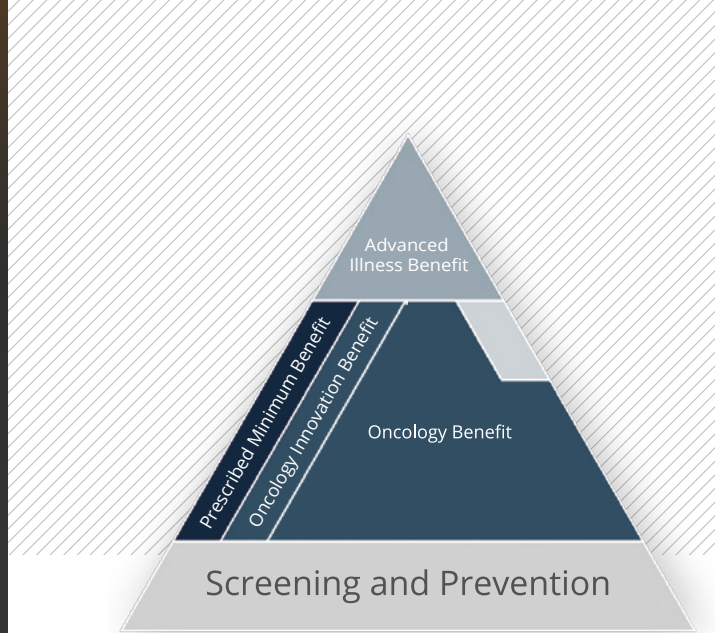 Advanced
Illness Benefit
Prescribed Minimum Benefit
Oncology Innovation Benefit
Oncology Benefit
Screening and Prevention